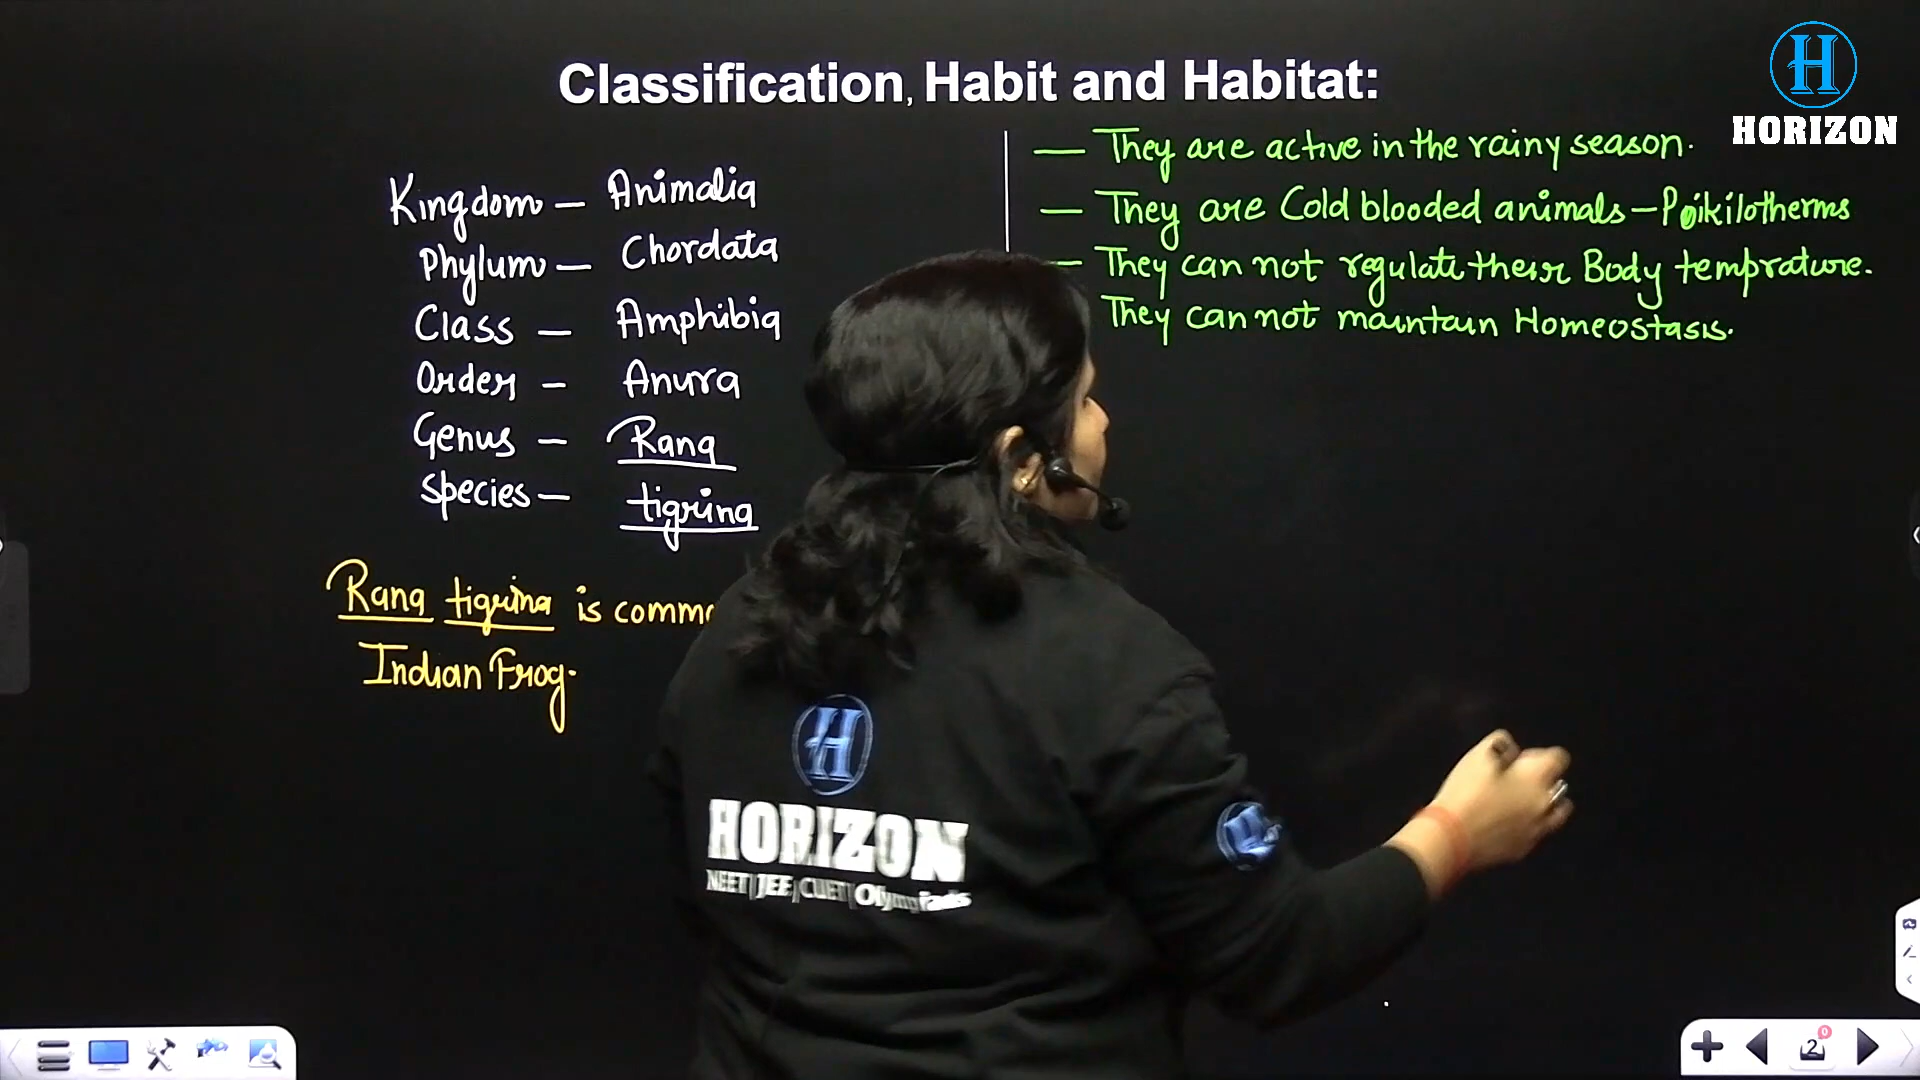 Classification, Habit and Habitat:
H
HORIZON
Kingdom — Animalia
Phylum — Chordata
Class — Amphibia
Order — Anura
Genus — Rana
Species — tigrina
Rana tigrina is
Indian Frog.
— They are active in the rainy season.
— They are Cold blooded animals — Poikilotherms
— They can not regulate their Body temprature.
They can not maintain Homeostasis.
H
HORIZON
NEET | JEE | CUET | Olympiads
2
0